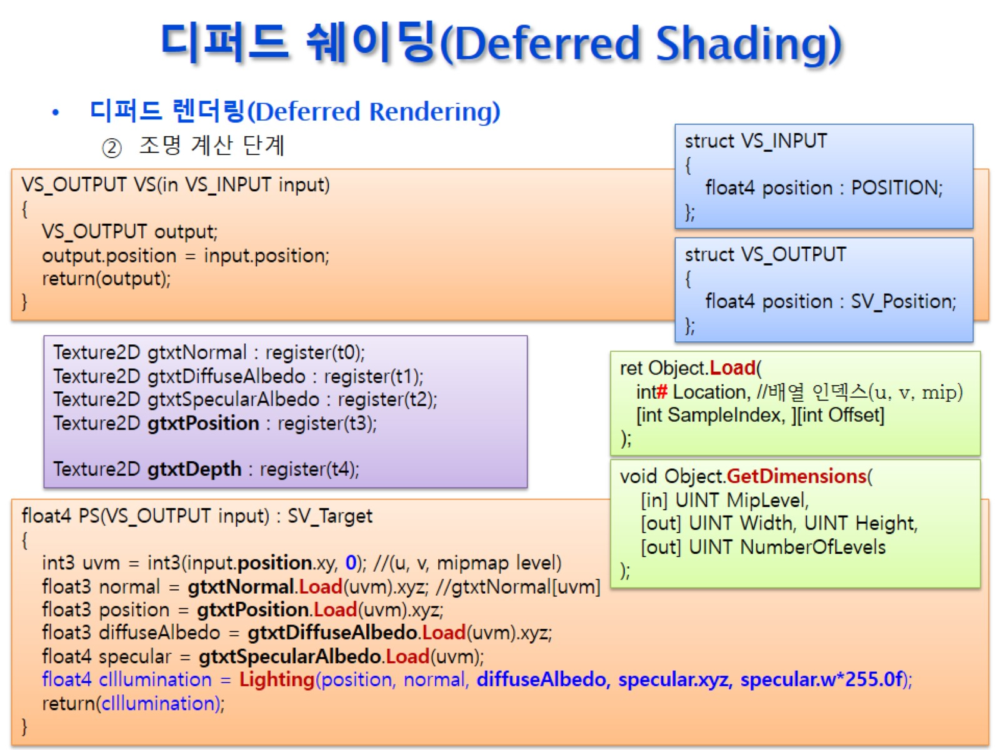 디퍼드 쉐이딩(Deferred Shading)
• 디퍼드 렌더링(Deferred Rendering)
② 조명 계산 단계
VS_OUTPUT VS(in VS_INPUT input)
{
VS_OUTPUT output;
output.position = input.position;
return(output);
}
struct VS_INPUT
{
float4 position : POSITION;
};
struct VS_OUTPUT
{
float4 position : SV_Position;
};
Texture2D gtxtNormal : register(t0);
Texture2D gtxtDiffuseAlbedo : register(t1);
Texture2D gtxtSpecularAlbedo : register(t2);
Texture2D gtxtPosition : register(t3);
Texture2D gtxtDepth : register(t4);
ret Object.Load(
int# Location, //배열 인덱스(u, v, mip)
[int SampleIndex, ][int Offset]
);
void Object.GetDimensions(
[in] UINT MipLevel,
[out] UINT Width, UINT Height,
[out] UINT NumberOfLevels
);
float4 PS(VS_OUTPUT input) : SV_Target
{
int3 uvm = int3(input.position.xy, 0); //(u, v, mipmap level)
float3 normal = gtxtNormal.Load(uvm).xyz; //gtxtNormal[uvm]
float3 position = gtxtPosition.Load(uvm).xyz;
float3 diffuseAlbedo = gtxtDiffuseAlbedo.Load(uvm).xyz;
float4 specular = gtxtSpecularAlbedo.Load(uvm);
float4 cIllumination = Lighting(position, normal, diffuseAlbedo, specular.xyz, specular.w*255.0f);
return(cIllumination);
}